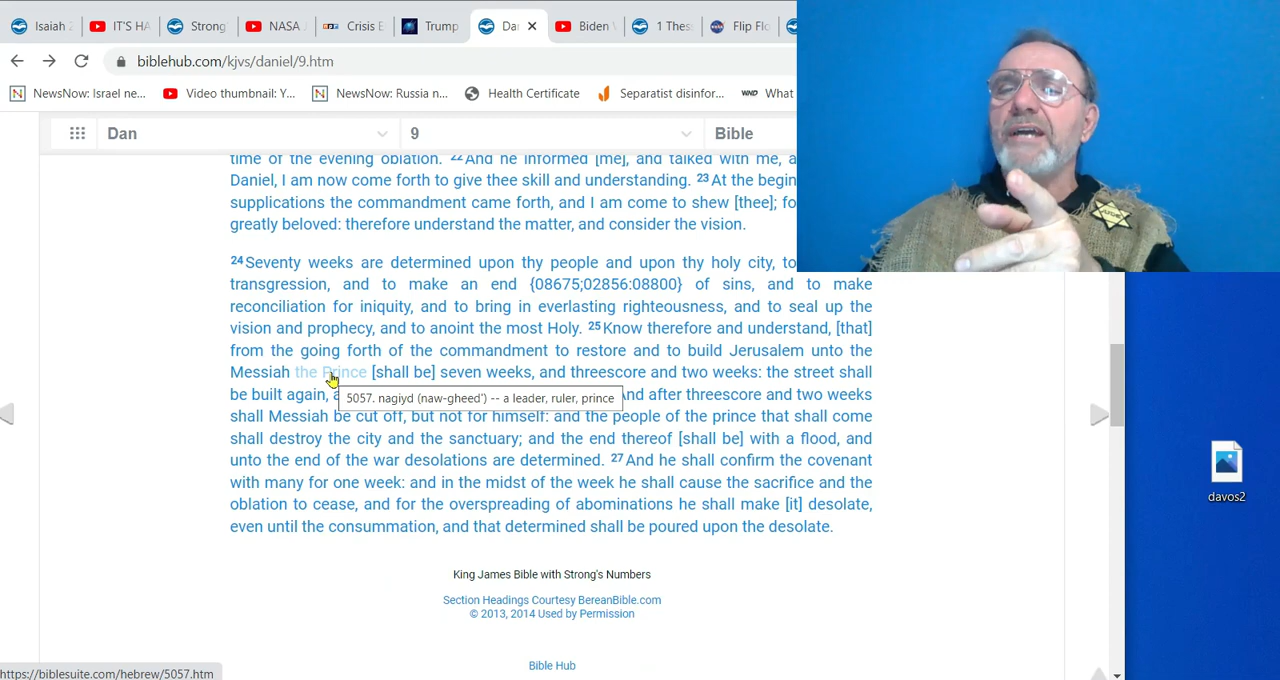 Isaiah 2
IT'S HA
Strong
NASA
Crisis E
Trump
Da
Biden
1 Thes
Flip Flo
biblehub.com/kjvs/daniel/9.htm
NewsNow: Israel ne...
Video thumbnail: Y...
NewsNow: Russia n...
Health Certificate
Separatist disinfor...
WND What
Dan 9 Bible
time of the evening oblation. 22And he informed [me], and talked with me, a
Daniel, I am now come forth to give thee skill and understanding. 23At the begin
supplications the commandment came forth, and I am come to shew [thee]; fo
greatly beloved: therefore understand the matter, and consider the vision.
24Seventy weeks are determined upon thy people and upon thy holy city, to
transgression, and to make an end {08675;02856:08800} of sins, and to make
reconciliation for iniquity, and to bring in everlasting righteousness, and to seal up the
vision and prophecy, and to anoint the most Holy. 25Know therefore and understand, [that]
from the going forth of the commandment to restore and to build Jerusalem unto the
Messiah the Prince [shall be] seven weeks, and threescore and two weeks: the street shall
be built again, a
5057. nagiyd (naw-gheed') -- a leader, ruler, prince
nd after threescore and two weeks
shall Messiah be cut off, but not for himself: and the people of the prince that shall come
shall destroy the city and the sanctuary; and the end thereof [shall be] with a flood, and
unto the end of the war desolations are determined. 27And he shall confirm the covenant
with many for one week: and in the midst of the week he shall cause the sacrifice and the
oblation to cease, and for the overspreading of abominations he shall make [it] desolate,
even until the consummation, and that determined shall be poured upon the desolate.
King James Bible with Strong's Numbers
Section Headings Courtesy BereanBible.com
© 2013, 2014 Used by Permission
Bible Hub
https://biblesuite.com/hebrew/5057.htm
davos2